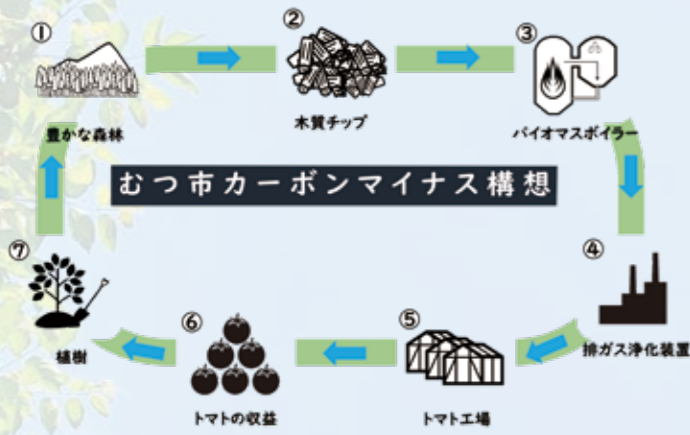 ①
豊かな森林
②
木質チップ
③
バイオマスボイラー
むつ市カーボンマイナス構想
④
排ガス浄化装置
⑤
トマト工場
⑥
トマトの収益
⑦
植樹